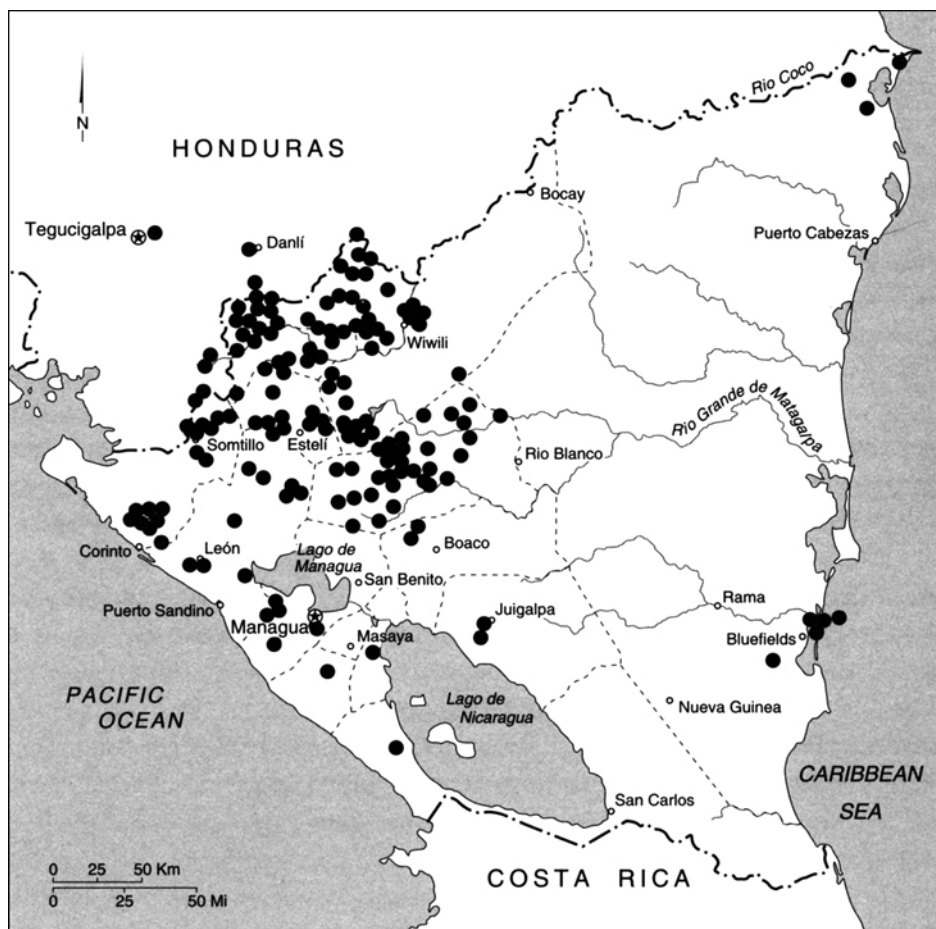 Rio Coco
N
HONDURAS
Bocay
Tegucigalpa
Danlí
Puerto Cabezas
Wiwili
Rio Grande de Matagalpa
Somtillo
Estelí
Rio Blanco
Corinto
León
Lago de
Managua
Boaco
San Benito
Puerto Sandino
Managua
Masaya
Juigalpa
Rama
Bluefields
PACIFIC
OCEAN
Lago de
Nicaragua
Nueva Guinea
CARIBBEAN
SEA
San Carlos
0 25 50 Km
0 25 50 Mi
COSTA RICA